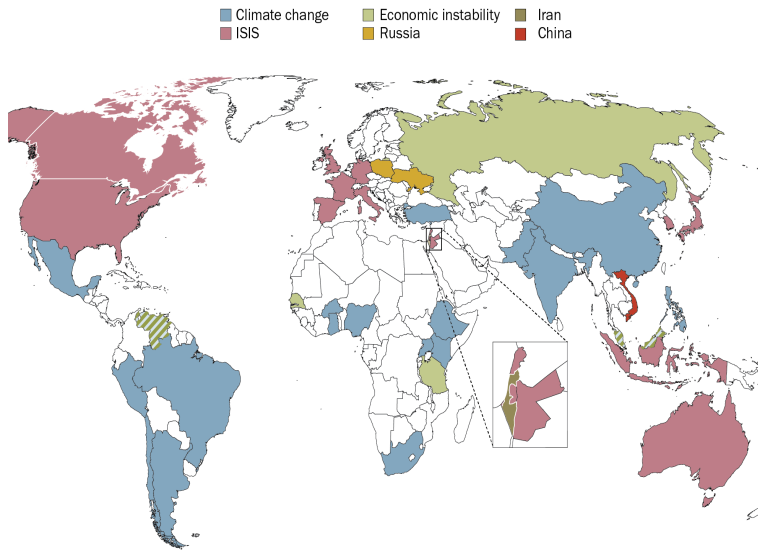 Climate change
Economic instability
Iran
ISIS
Russia
China